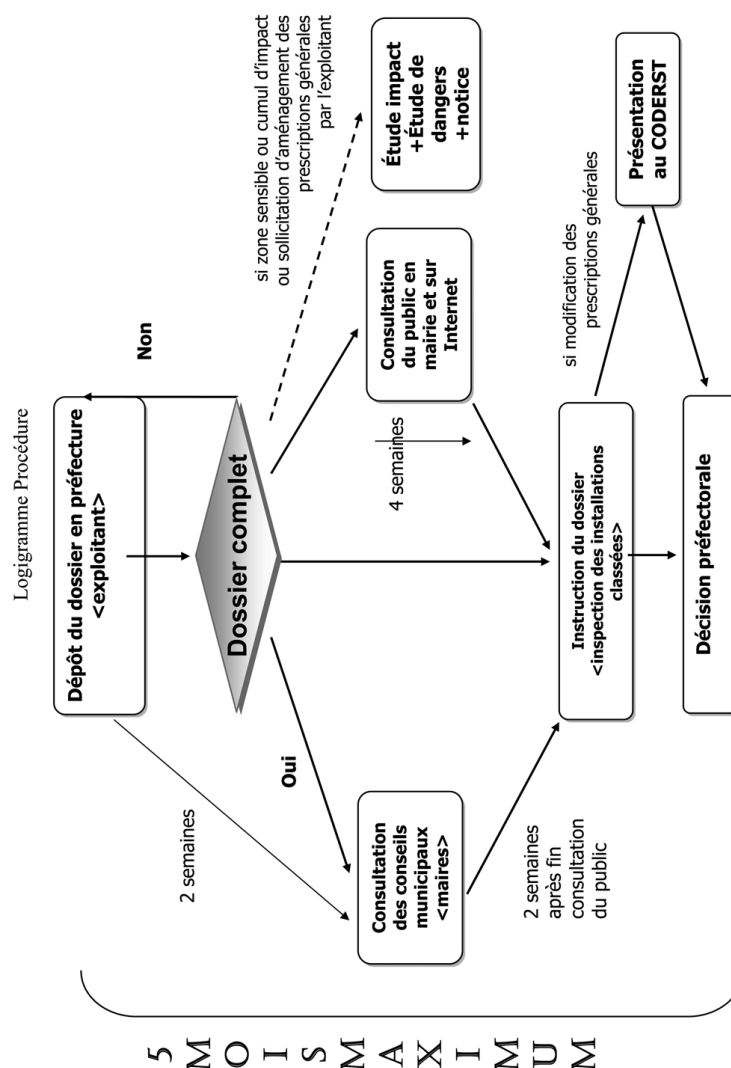 Logigramme Procédure
Dépôt du dossier en préfecture
<exploitant>
Non
Dossier complet
Oui
2 semaines
si zone sensible ou cumul d'impact
ou sollicitation d'aménagement des
prescriptions générales
par l'exploitant
Consultation
des conseils
municipaux
<maires>
Consultation
du public en
mairie et sur
Internet
Étude impact
+Étude de
dangers
+notice
4 semaines
2 semaines
après fin
consultation
du public
Instruction du dossier
<inspection des installations
classées>
si modification des
prescriptions générales
Présentation
au CODERST
Décision préfectorale
5
M
O
I
S
M
A
X
I
M
U
M